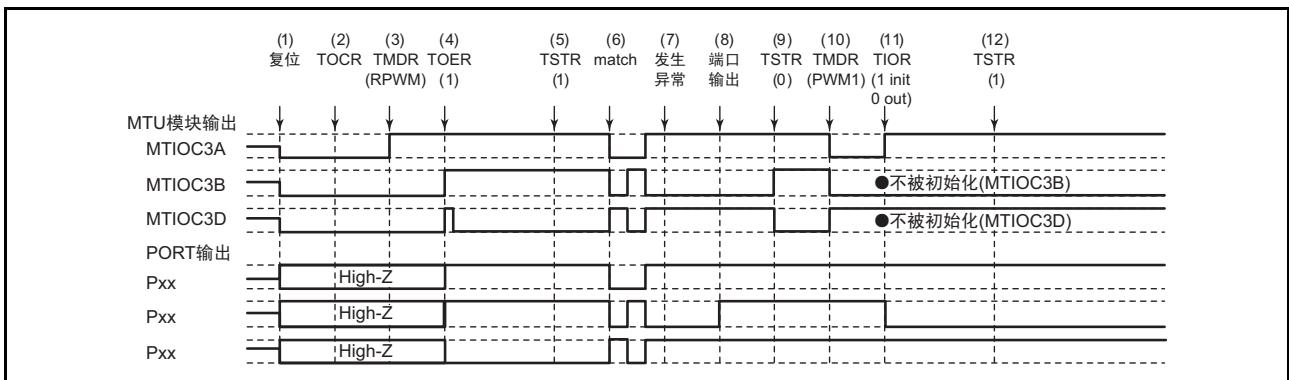 (1) (2) (3) (4) (5) (6) (7) (8) (9) (10) (11) (12)
复位 TOCR TMDR TOER TSTR match 发生 端口 TSTR TMDR TIOR TSTR
(RPWM) (1) (1) 异常 输出 (0) (PWM1) (1 init (1)
0 out)
MTU模块输出
MTIOC3A
MTIOC3B ●不被初始化(MTIOC3B)
MTIOC3D ●不被初始化(MTIOC3D)
PORT输出
Pxx High-Z
Pxx High-Z
Pxx High-Z